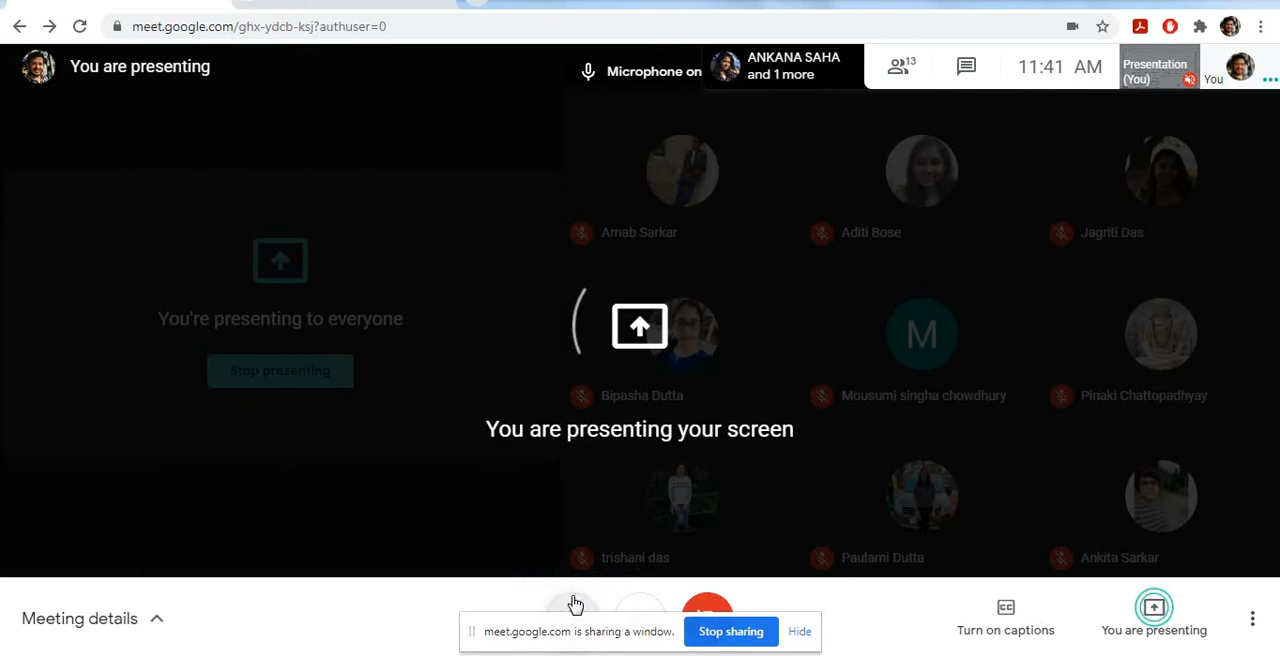 meet.google.com/ghx-ydcb-ksj?authuser=0
You are presenting
Microphone on
ANKANA SAHA
and 1 more
13
11:41 AM
Presentation
(You)
You
Arnab Sarkar
Aditi Bose
Jagriti Das
You're presenting to everyone
Stop presenting
Bipasha Dutta
M
Mousumi singha chowdhury
Pinaki Chattopadhyay
You are presenting your screen
trishani das
Paulami Dutta
Ankita Sarkar
Meeting details
meet.google.com is sharing a window.
Stop sharing
Hide
CC
Turn on captions
You are presenting